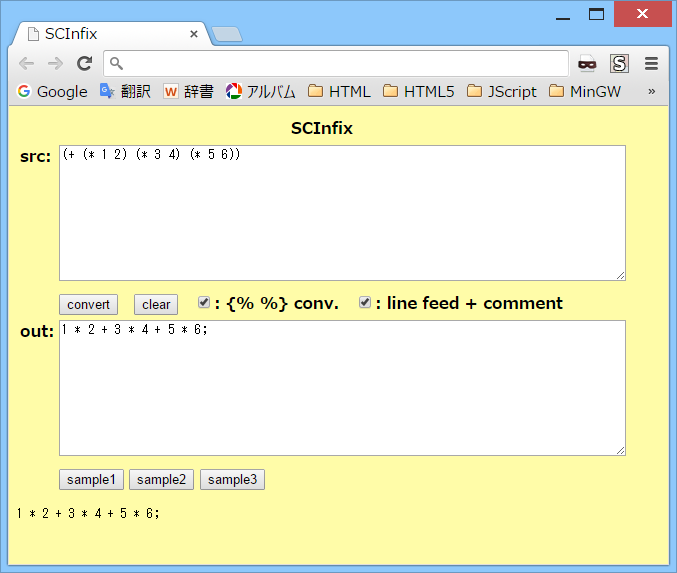 SCInfix
Google 翻訳 辞書 アルバム HTML HTML5 JScript MinGW »
SCInfix
src: (+ (* 1 2) (* 3 4) (* 5 6))
convert clear : {% %} conv. : line feed + comment
out: 1 * 2 + 3 * 4 + 5 * 6;
sample1 sample2 sample3
1 * 2 + 3 * 4 + 5 * 6;